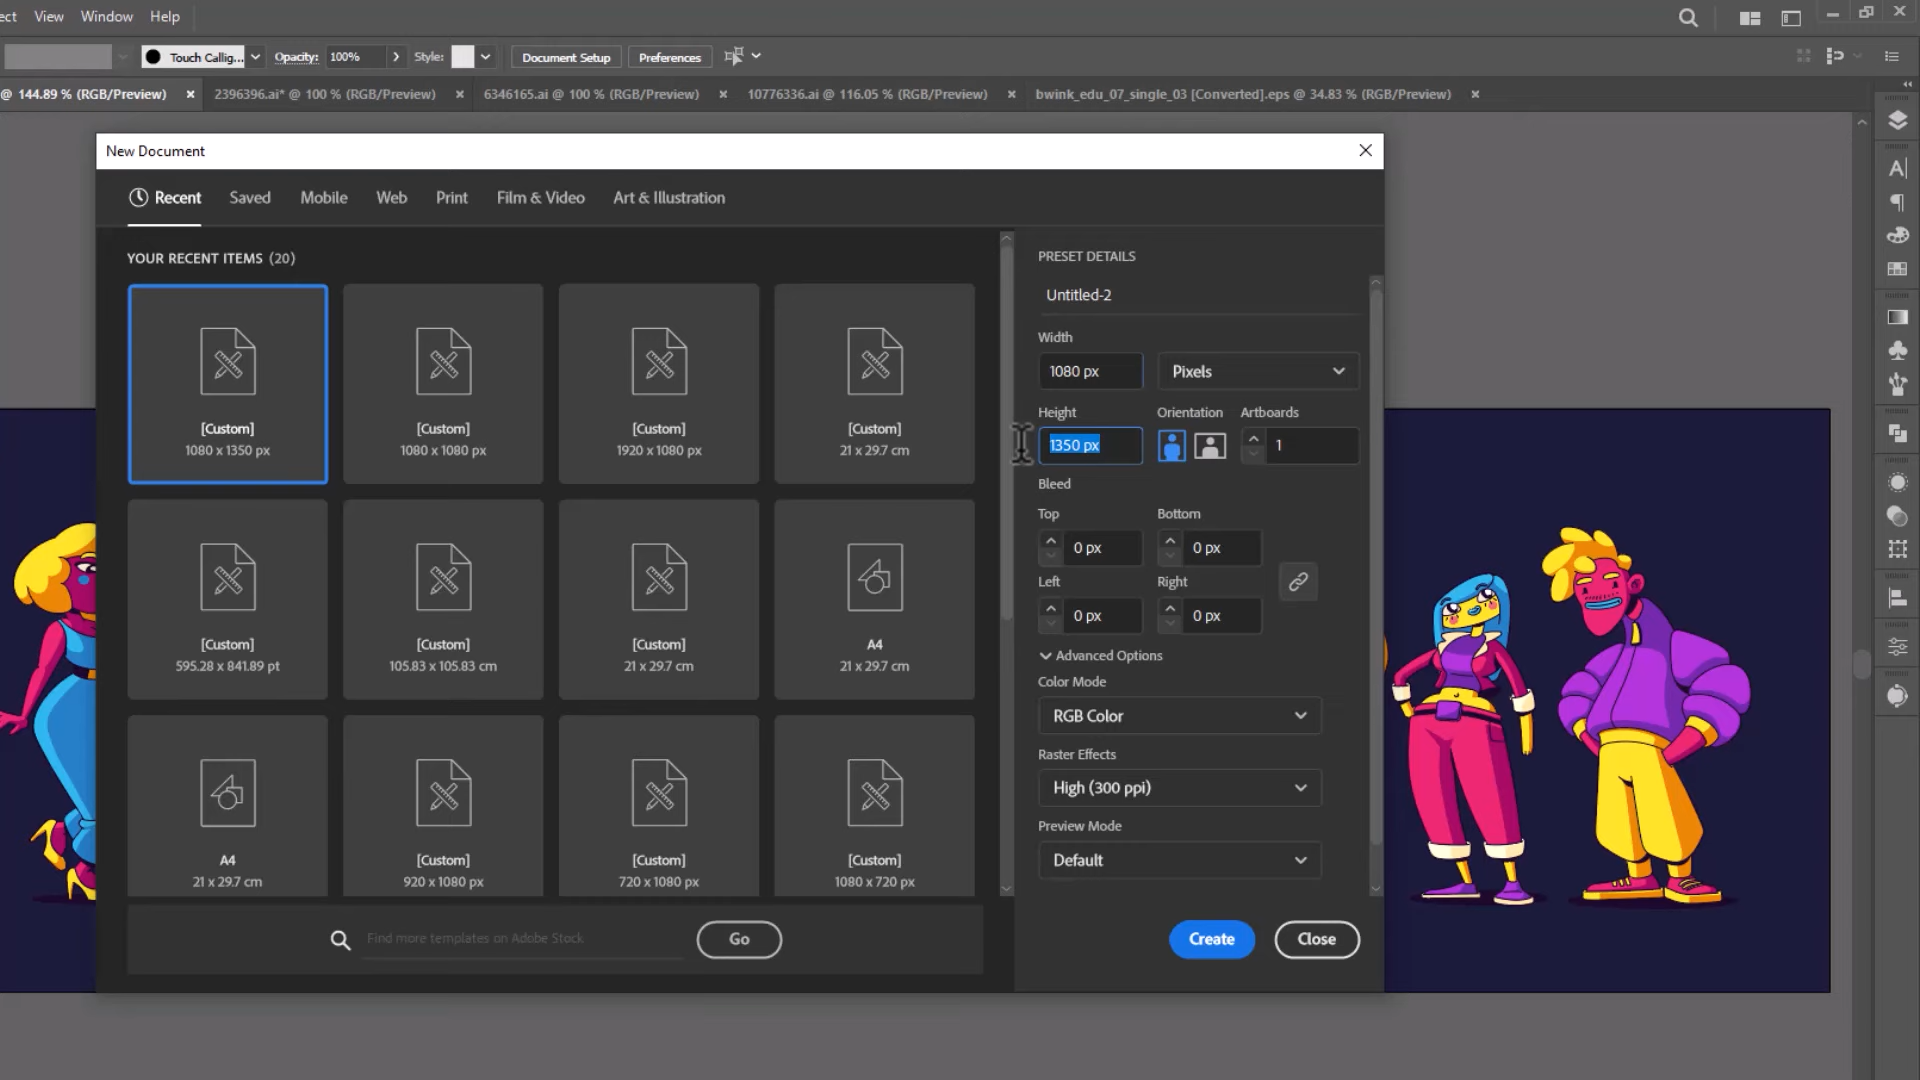 ect View Window Help
Touch Callig... Opacity: 100% Style: Document Setup Preferences
@ 144.89 % (RGB/Preview) × 2396396.ai* @ 100 % (RGB/Preview) × 6346165.ai @ 100 % (RGB/Preview) × 10776336.ai @ 116.05 % (RGB/Preview) × bwink_edu_07_single_03 [Converted].eps @ 34.83 % (RGB/Preview) ×
New Document
Recent Saved Mobile Web Print Film & Video Art & Illustration
YOUR RECENT ITEMS (20)
[Custom]
1080 x 1350 px
[Custom]
1080 x 1080 px
[Custom]
1920 x 1080 px
[Custom]
21 x 29.7 cm
[Custom]
595.28 x 841.89 pt
[Custom]
105.83 x 105.83 cm
[Custom]
21 x 29.7 cm
A4
21 x 29.7 cm
A4
21 x 29.7 cm
[Custom]
920 x 1080 px
[Custom]
720 x 1080 px
[Custom]
1080 x 720 px
Find more templates on Adobe Stock
Go
PRESET DETAILS
Untitled-2
Width
1080 px Pixels
Height Orientation Artboards
1350 px 1
Bleed
Top Bottom
0 px 0 px
Left Right
0 px 0 px
Advanced Options
Color Mode
RGB Color
Raster Effects
High (300 ppi)
Preview Mode
Default
Create Close